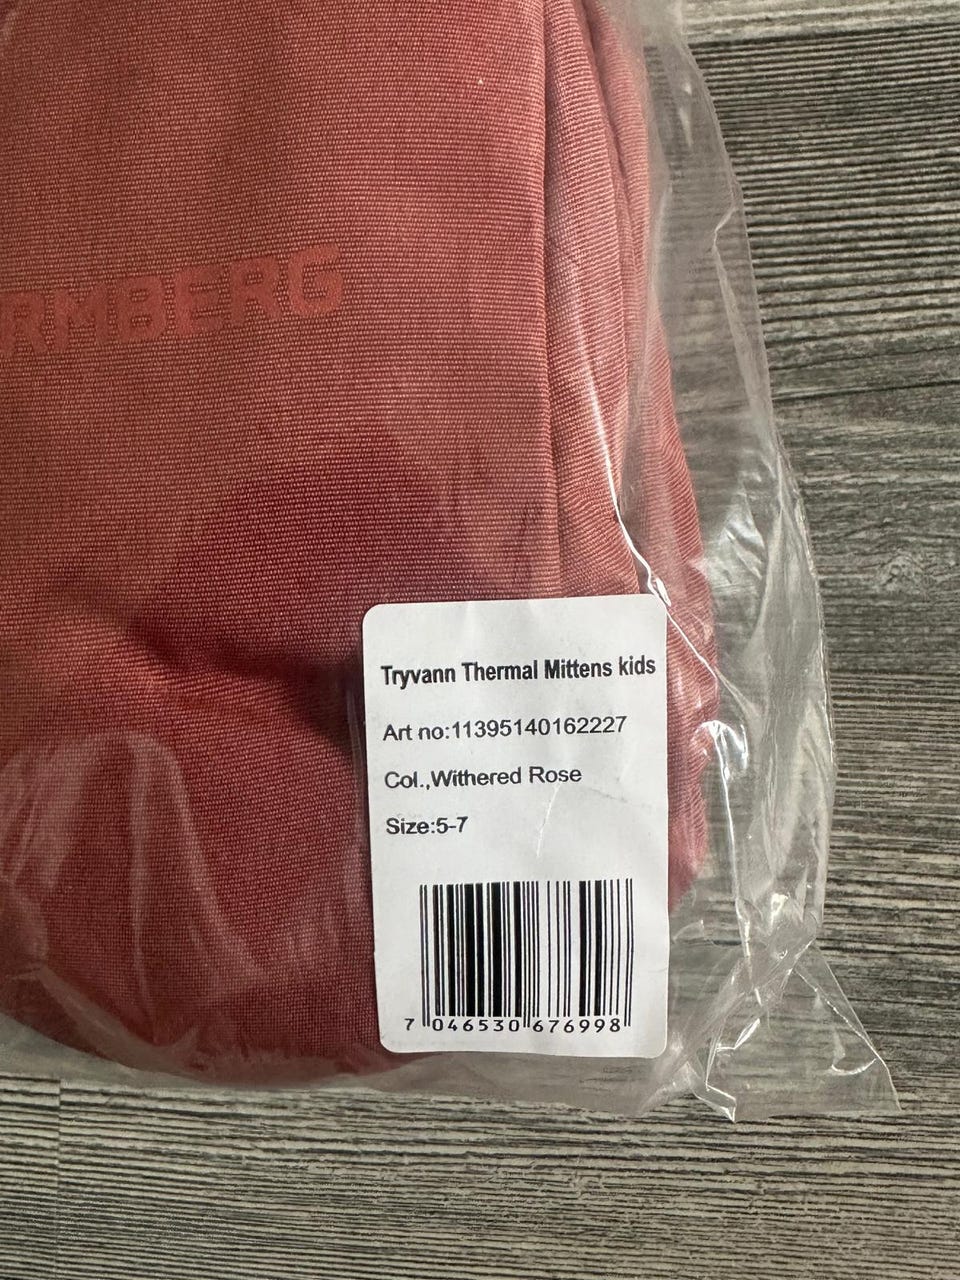 RMBERG
Tryvann Thermal Mittens kids
Art no:11395140162227
Col.,Withered Rose
Size:5-7
7 046530 676998